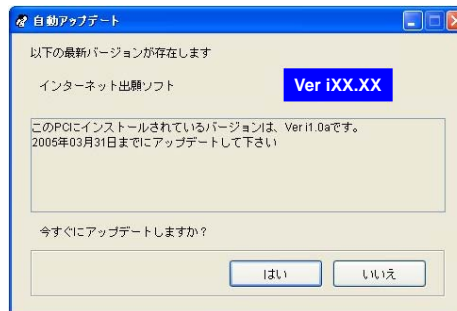 自動アップデート
以下の最新バージョンが存在します
インターネット出願ソフト Ver iXX.XX
このPCにインストールされているバージョンは、Ver i1.0aです。
2005年03月31日までにアップデートして下さい
今すぐにアップデートしますか？
はい いいえ